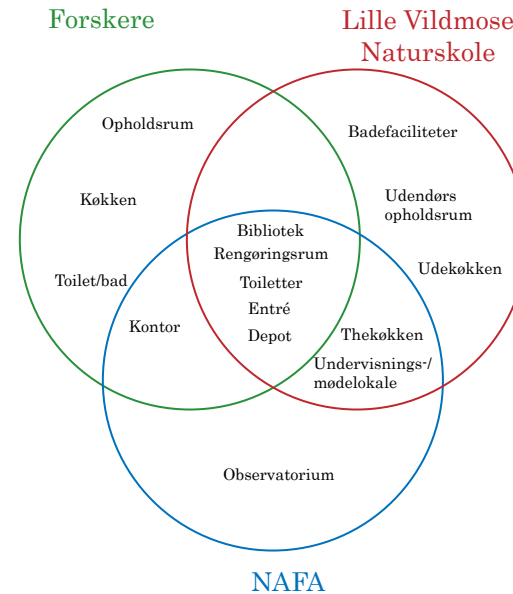 Forskere
Lille Vildmose
Naturskole
Opholdsrum
Badefaciliteter
Køkken
Udendørs
opholdsrum
Bibliotek
Rengøringsrum
Udekøkken
Toilet/bad
Toiletter
Entré
Kontor
Depot
Thekøkken
Undervisnings-/
mødelokale
Observatorium
NAFA